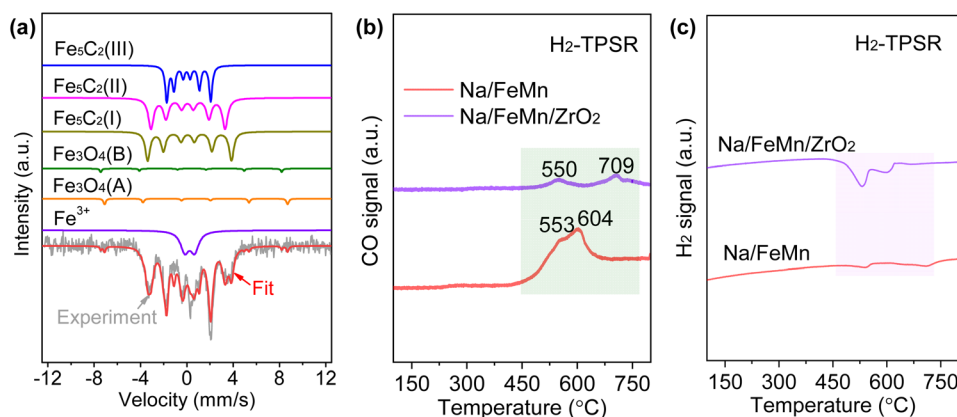 (a)
Fe₅C₂(III)
Fe₅C₂(II)
Fe₅C₂(I)
Fe₃O₄(B)
Fe₃O₄(A)
Fe³⁺
Fit
Experiment
Intensity (a.u.)
-12 -8 -4 0 4 8 12
Velocity (mm/s)
(b)
H₂-TPSR
Na/FeMn
Na/FeMn/ZrO₂
550 709
553 604
CO signal (a.u.)
150 300 450 600 750
Temperature (°C)
(c)
H₂-TPSR
Na/FeMn/ZrO₂
Na/FeMn
H₂ signal (a.u.)
150 300 450 600 750
Temperature (°C)